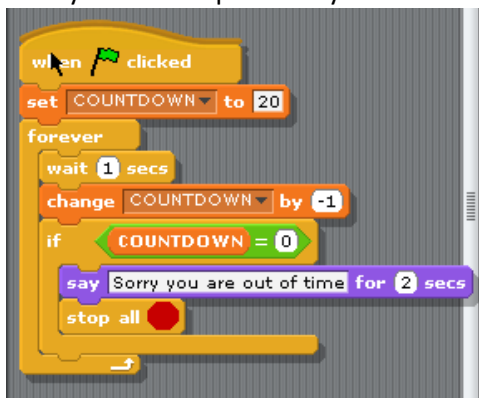 when clicked
set COUNTDOWN to 20
forever
wait 1 secs
change COUNTDOWN by -1
if COUNTDOWN = 0
say Sorry you are out of time for 2 secs
stop all